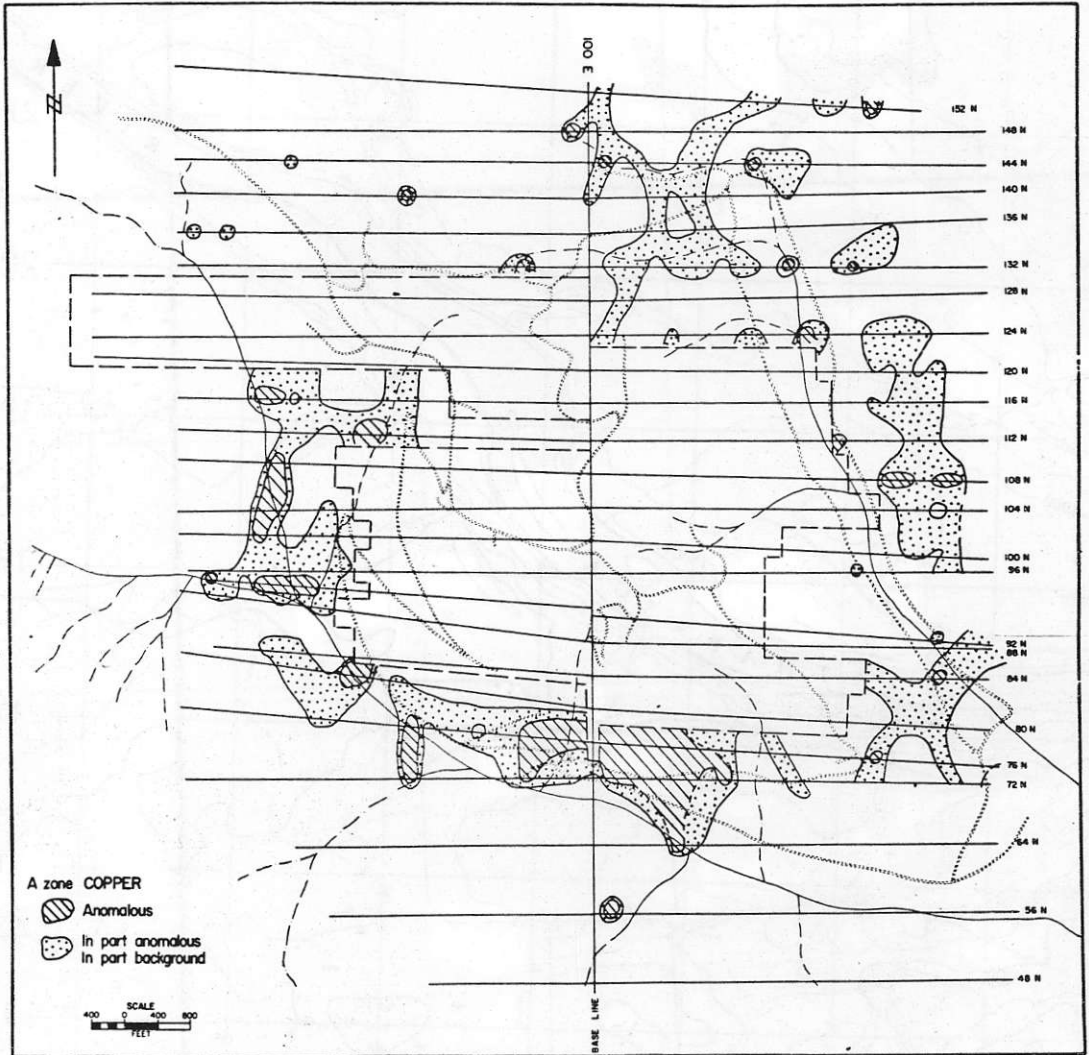 100 E
152 N
148 N
144 N
140 N
136 N
132 N
128 N
124 N
120 N
116 N
112 N
108 N
104 N
100 N
96 N
92 N
88 N
84 N
80 N
76 N
72 N
64 N
56 N
48 N
N
A zone COPPER
Anomalous
In part anomalous
In part background
SCALE
400 0 400 800
FEET
BASE LINE